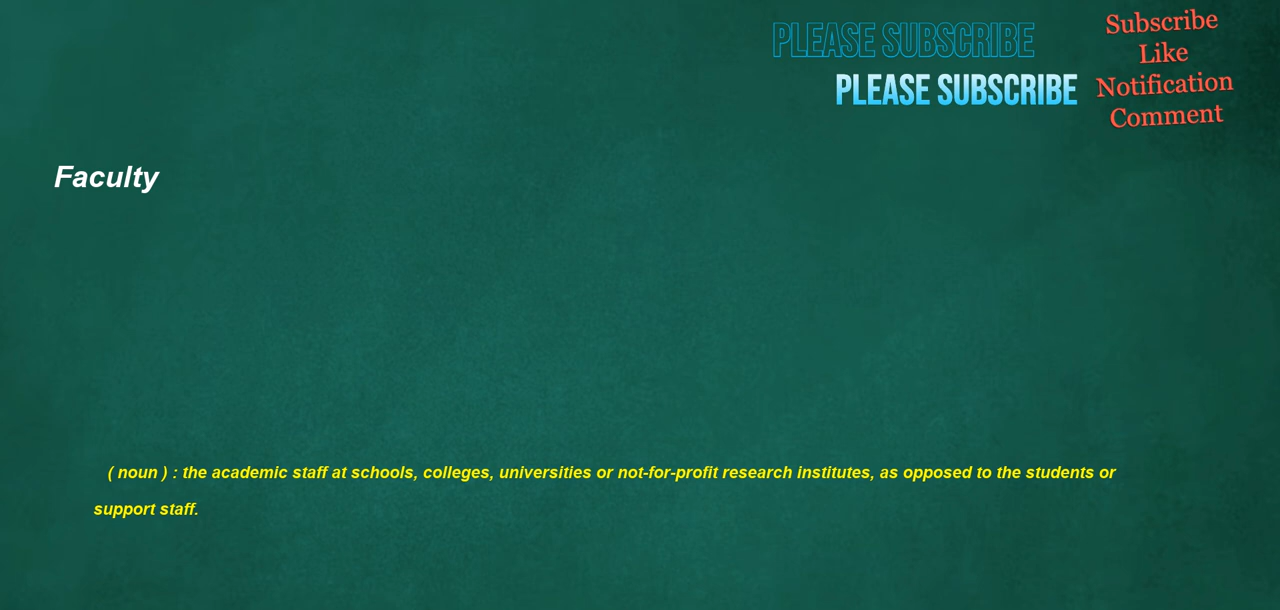 PLEASE SUBSCRIBE
PLEASE SUBSCRIBE
Subscribe
Like
Notification
Comment
Faculty
( noun ) : the academic staff at schools, colleges, universities or not-for-profit research institutes, as opposed to the students or
support staff.